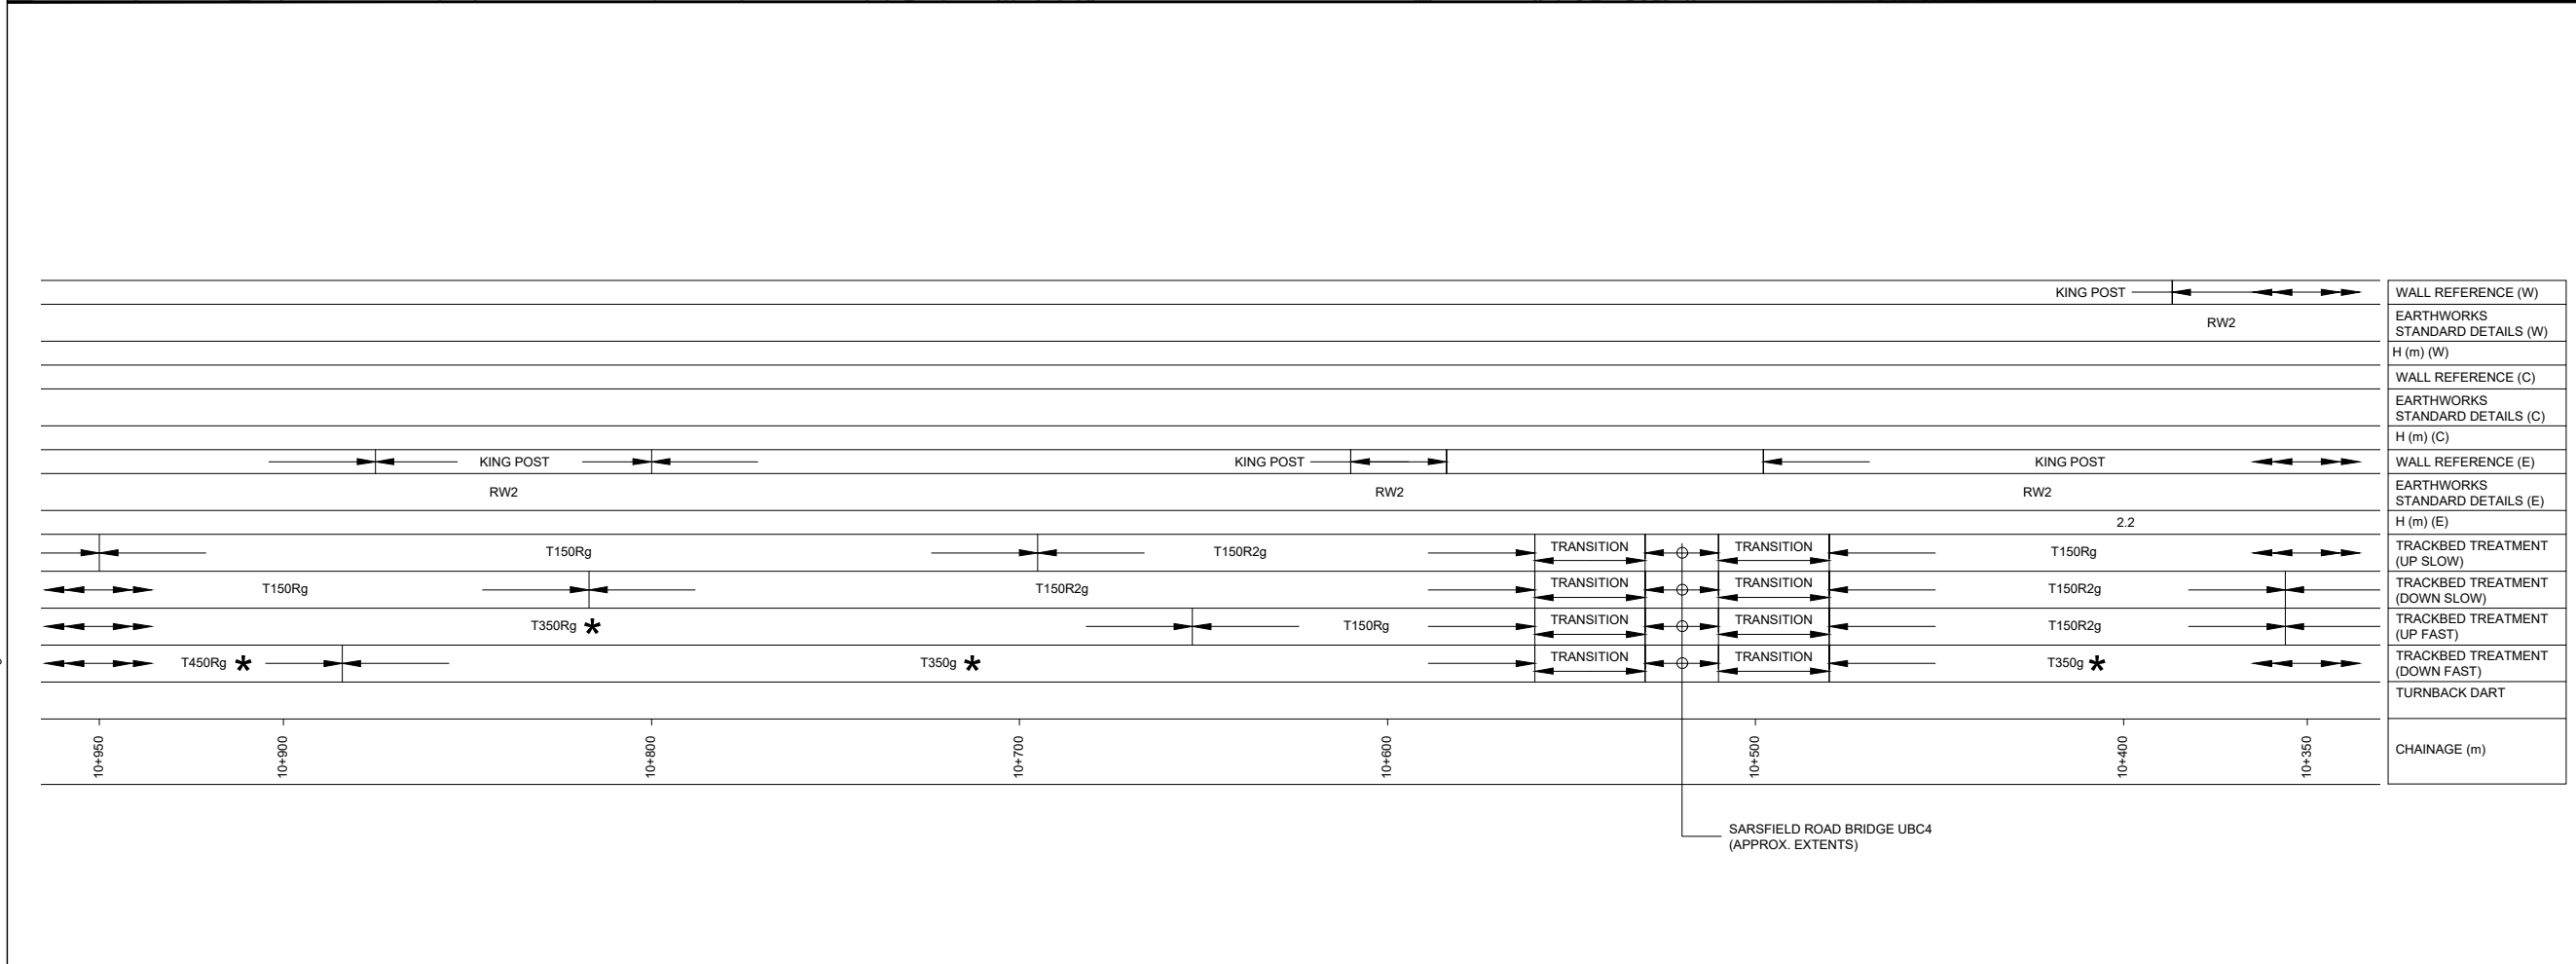 KING POST
WALL REFERENCE (W)
RW2
EARTHWORKS
STANDARD DETAILS (W)
H (m) (W)
WALL REFERENCE (C)
EARTHWORKS
STANDARD DETAILS (C)
H (m) (C)
KING POST KING POST KING POST
WALL REFERENCE (E)
RW2 RW2 RW2
EARTHWORKS
STANDARD DETAILS (E)
2.2
H (m) (E)
T150Rg T150R2g TRANSITION TRANSITION T150Rg
TRACKBED TREATMENT
(UP SLOW)
T150Rg T150R2g TRANSITION TRANSITION T150R2g
TRACKBED TREATMENT
(DOWN SLOW)
T350Rg * T150Rg TRANSITION TRANSITION T150R2g
TRACKBED TREATMENT
(UP FAST)
T450Rg * T350g * TRANSITION TRANSITION T350g *
TRACKBED TREATMENT
(DOWN FAST)
TURNBACK DART
10+950 10+900 10+800 10+700 10+600 10+500 10+400 10+350
CHAINAGE (m)
SARSFIELD ROAD BRIDGE UBC4
(APPROX. EXTENTS)